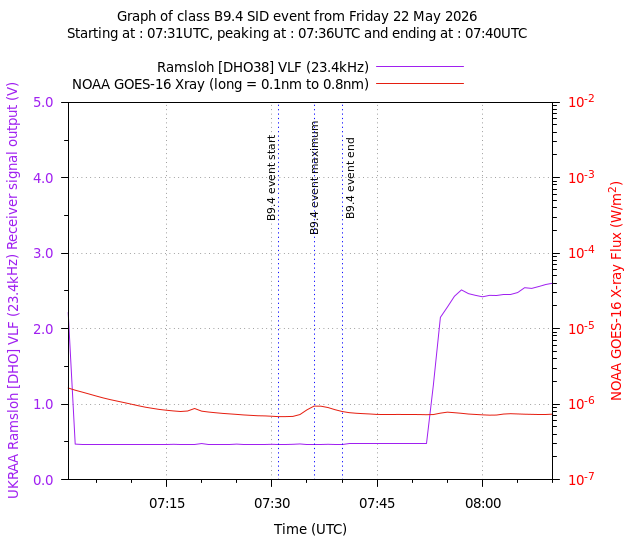 Graph of class B9.4 SID event from Friday 22 May 2026
Starting at : 07:31UTC, peaking at : 07:36UTC and ending at : 07:40UTC
Ramsloh [DHO38] VLF (23.4kHz)
NOAA GOES-16 Xray (long = 0.1nm to 0.8nm)
UKRAA Ramsloh [DHO] VLF (23.4kHz) Receiver signal output (V)
5.0
4.0
3.0
2.0
1.0
0.0
B9.4 event start
B9.4 event maximum
B9.4 event end
10-2
10-3
10-4
10-5
10-6
10-7
NOAA GOES-16 X-ray Flux (W/m2)
07:15
07:30
07:45
08:00
Time (UTC)